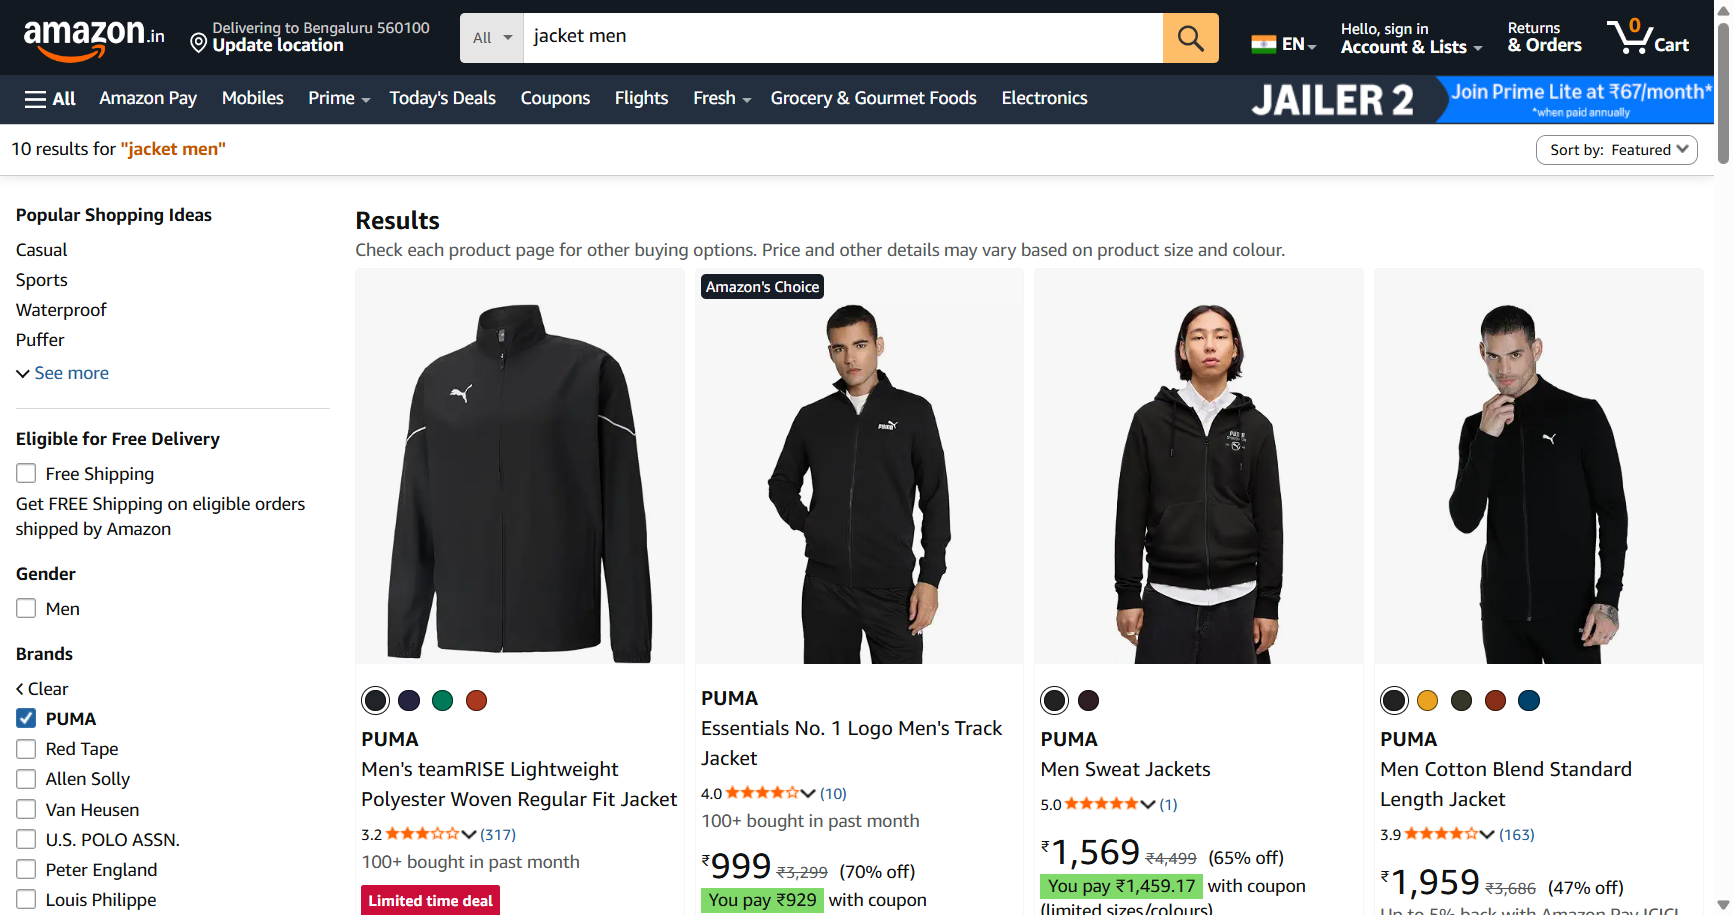 amazon.in
Delivering to Bengaluru 560100
Update location
All
jacket men
EN
Hello, sign in
Account & Lists
Returns
& Orders
0
Cart
All
Amazon Pay
Mobiles
Prime
Today's Deals
Coupons
Flights
Fresh
Grocery & Gourmet Foods
Electronics
JAILER 2
Join Prime Lite at ₹67/month*
*when paid annually
10 results for "jacket men"
Sort by: Featured
Popular Shopping Ideas
Casual
Sports
Waterproof
Puffer
See more
Eligible for Free Delivery
Free Shipping
Get FREE Shipping on eligible orders
shipped by Amazon
Gender
Men
Brands
Clear
PUMA
Red Tape
Allen Solly
Van Heusen
U.S. POLO ASSN.
Peter England
Louis Philippe
Results
Check each product page for other buying options. Price and other details may vary based on product size and colour.
PUMA
Men's teamRISE Lightweight
Polyester Woven Regular Fit Jacket
3.2 (317)
100+ bought in past month
Limited time deal
Amazon's Choice
PUMA
PUMA
Essentials No. 1 Logo Men's Track
Jacket
4.0 (10)
100+ bought in past month
₹999 ₹3,299 (70% off)
You pay ₹929 with coupon
PUMA
PUMA
Men Sweat Jackets
5.0 (1)
₹1,569 ₹4,499 (65% off)
You pay ₹1,459.17 with coupon
(limited sizes/colours)
PUMA
Men Cotton Blend Standard
Length Jacket
3.9 (163)
₹1,959 ₹3,686 (47% off)
Up to 5% back with Amazon Pay ICICI